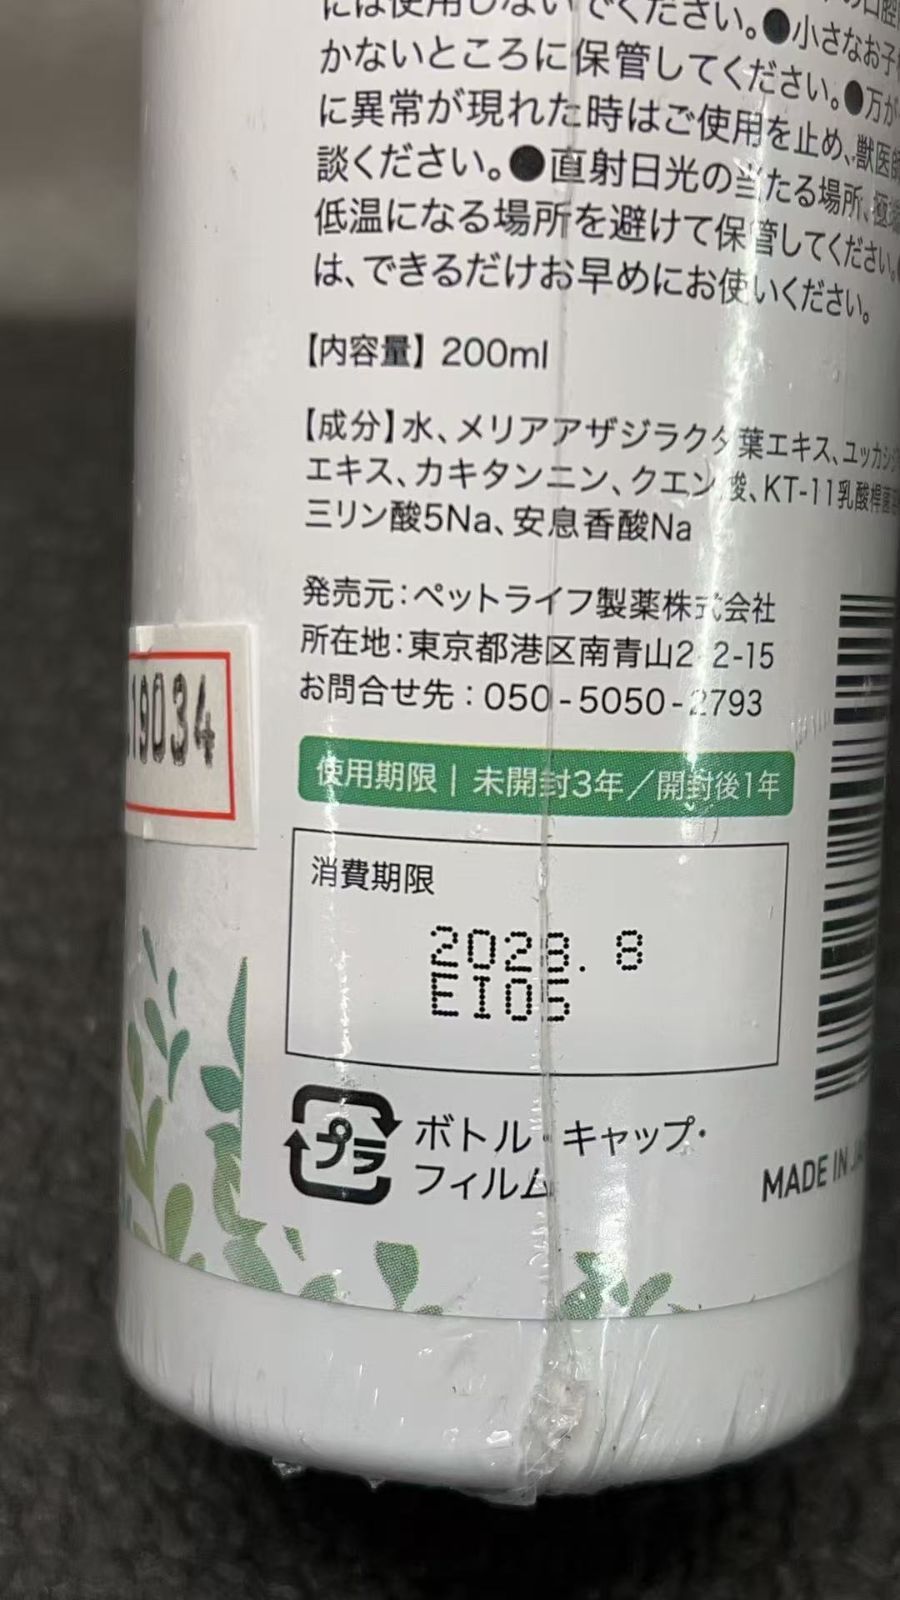 には使用しないでください。●小さなお子
かないところに保管してください。●万が
に異常が現れた時はご使用を止め、獣医師
談ください。●直射日光の当たる場所、極端
低温になる場所を避けて保管してください。
は、できるだけお早めにお使いください。
【内容量】200ml
【成分】水、メリアアザジラクタ葉エキス、ユッカシ
エキス、カキタンニン、クエン酸、KT-11乳酸桿菌
三リン酸5Na、安息香酸Na
発売元：ペットライフ製薬株式会社
所在地：東京都港区南青山2-2-15
お問合せ先：050-5050-2793
19034
使用期限｜未開封3年／開封後1年
消費期限
2028. 8
EI05
プラ
ボトル・キャップ・
フィルム
MADE IN JA